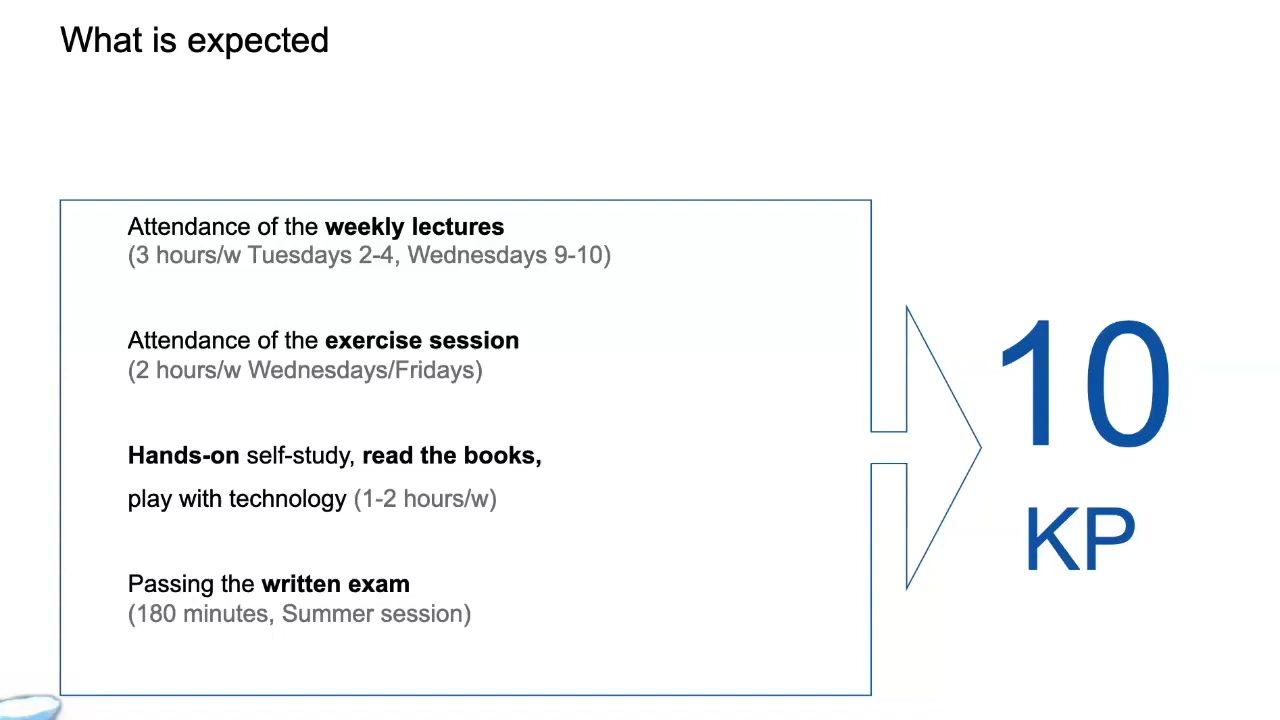 What is expected
Attendance of the weekly lectures
(3 hours/w Tuesdays 2-4, Wednesdays 9-10)
Attendance of the exercise session
(2 hours/w Wednesdays/Fridays)
Hands-on self-study, read the books,
play with technology (1-2 hours/w)
Passing the written exam
(180 minutes, Summer session)
10
KP